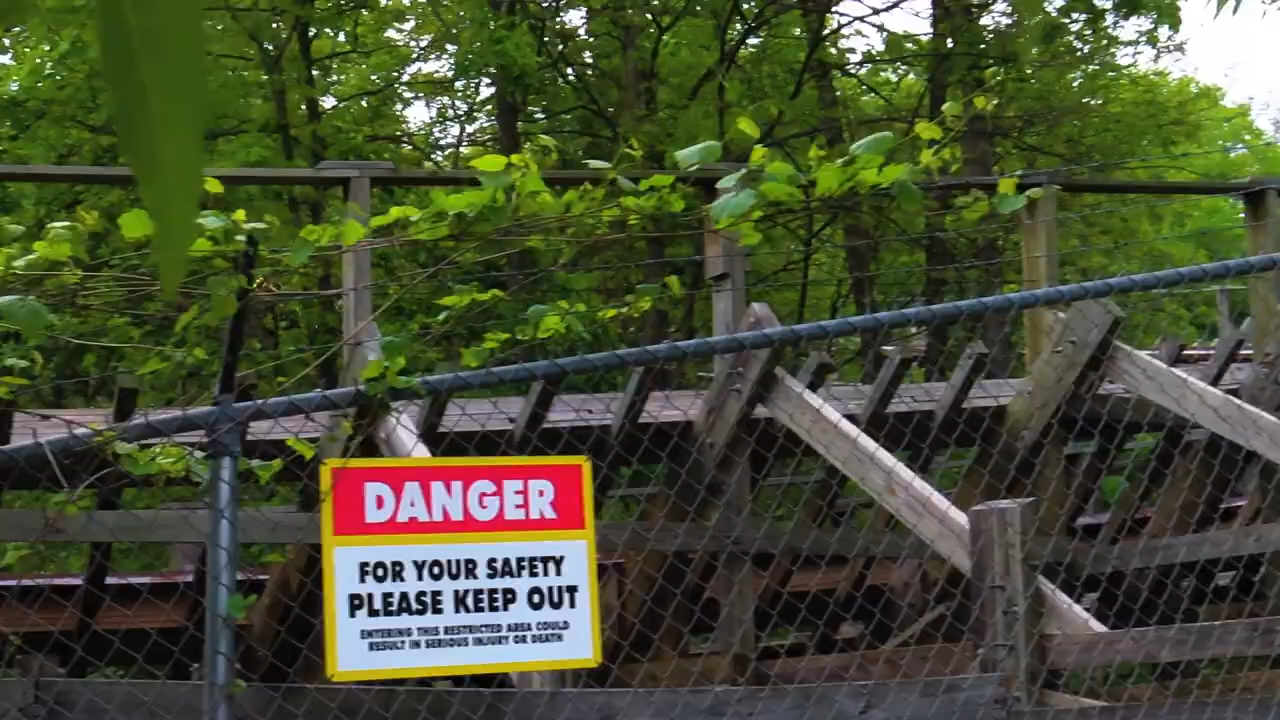 DANGER
FOR YOUR SAFETY
PLEASE KEEP OUT
ENTERING THIS RESTRICTED AREA COULD
RESULT IN SERIOUS INJURY OR DEATH